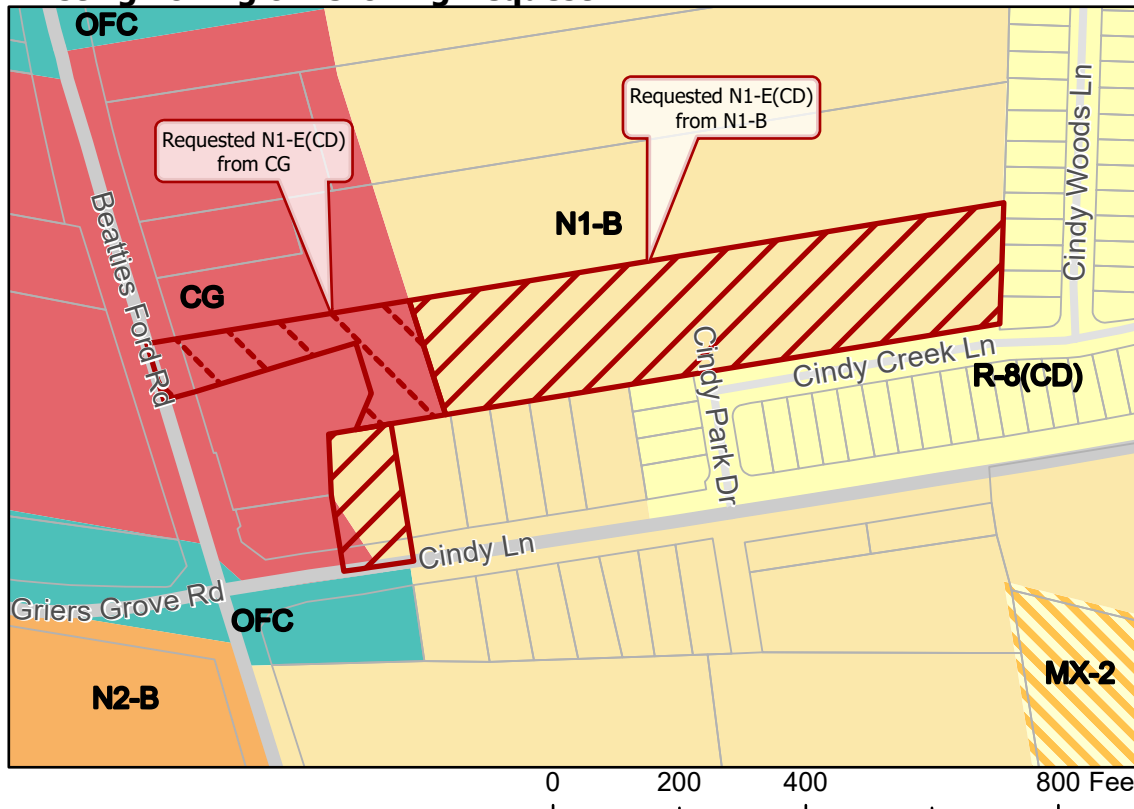 OFC
Requested N1-E(CD)
from N1-B
Requested N1-E(CD)
from CG
Cindy Woods Ln
N1-B
Beatties Ford Rd
CG
Cindy Park Dr
Cindy Creek Ln
R-8(CD)
Cindy Ln
Griers Grove Rd
OFC
N2-B
MX-2
0 200 400 800 Fee